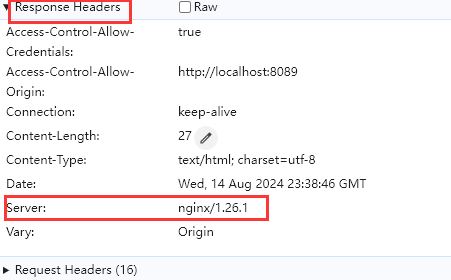 ▼ Response Headers Raw
Access-Control-Allow- true
Credentials:
Access-Control-Allow- http://localhost:8089
Origin:
Connection: keep-alive
Content-Length: 27
Content-Type: text/html; charset=utf-8
Date: Wed, 14 Aug 2024 23:38:46 GMT
Server: nginx/1.26.1
Vary: Origin
▶ Request Headers (16)